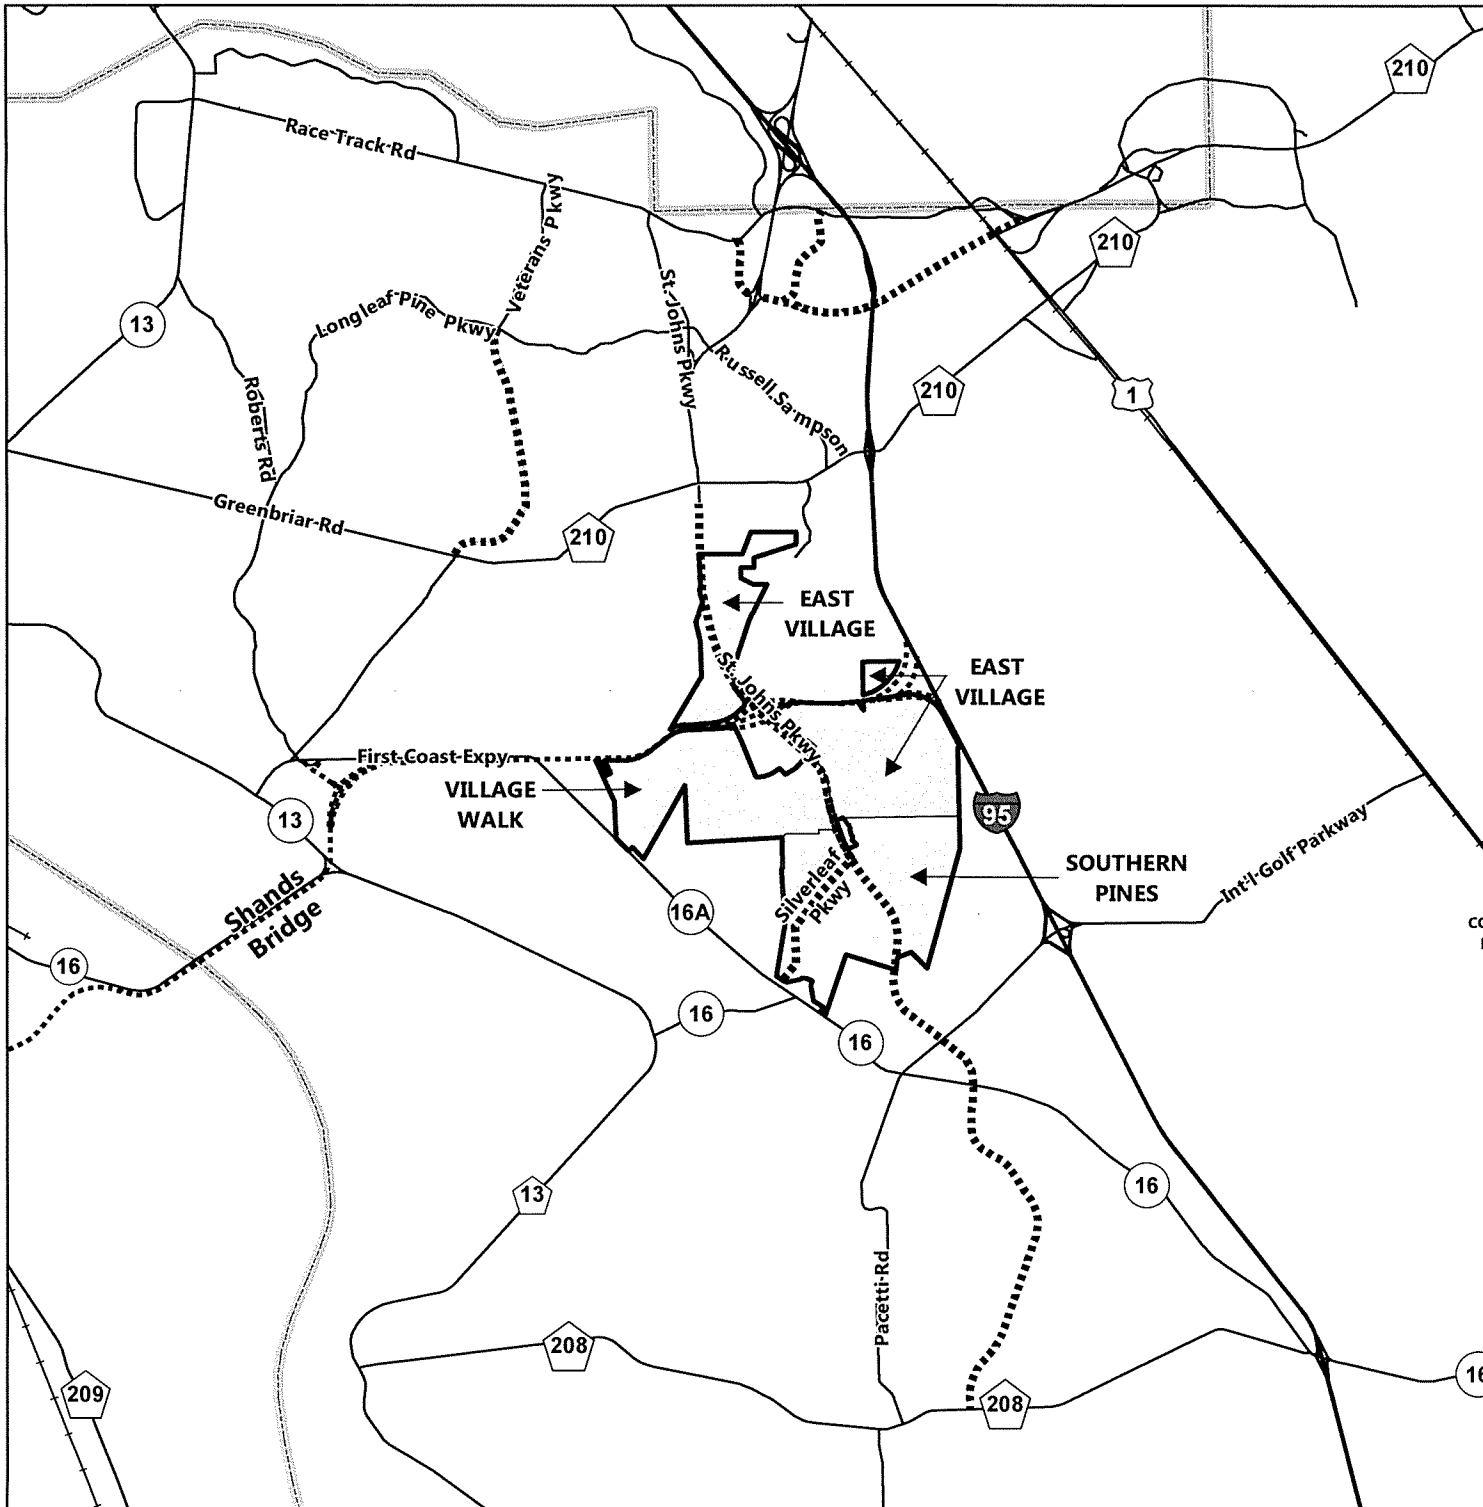 210
Race Track Rd
Veterans Pkwy
210
Longleaf Pine Pkwy
St. Johns Pkwy
13
Russell Sampson
Roberts Rd
210
1
Greenbriar Rd
210
EAST
VILLAGE
EAST
VILLAGE
St. Johns Pkwy
First Coast Expy
VILLAGE
WALK
13
95
Int'l Golf Parkway
SOUTHERN
PINES
Silverleaf
Pkwy
Shands
Bridge
16A
16
16
16
13
16
Pacetti Rd
208
209
208